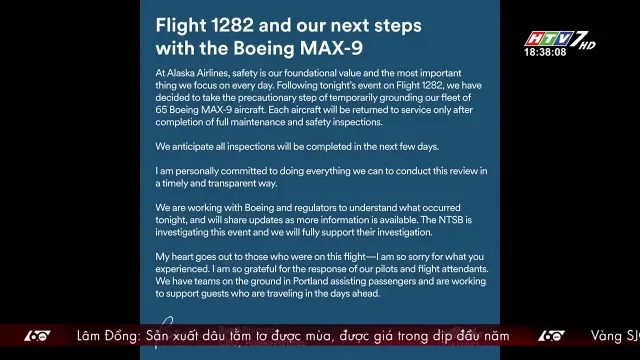 Flight 1282 and our next steps
with the Boeing MAX-9
HTV7 HD
18:38:08
At Alaska Airlines, safety is our foundational value and the most important
thing we focus on every day. Following tonight's event on Flight 1282, we have
decided to take the precautionary step of temporarily grounding our fleet of
65 Boeing MAX-9 aircraft. Each aircraft will be returned to service only after
completion of full maintenance and safety inspections.
We anticipate all inspections will be completed in the next few days.
I am personally committed to doing everything we can to conduct this review in
a timely and transparent way.
We are working with Boeing and regulators to understand what occurred
tonight, and will share updates as more information is available. The NTSB is
investigating this event and we will fully support their investigation.
My heart goes out to those who were on this flight—I am so sorry for what you
experienced. I am so grateful for the response of our pilots and flight attendants.
We have teams on the ground in Portland assisting passengers and are working
to support guests who are traveling in the days ahead.
60 Lâm Đồng: Sản xuất dâu tằm tơ được mùa, được giá trong dịp đầu năm 60 Vàng SJ